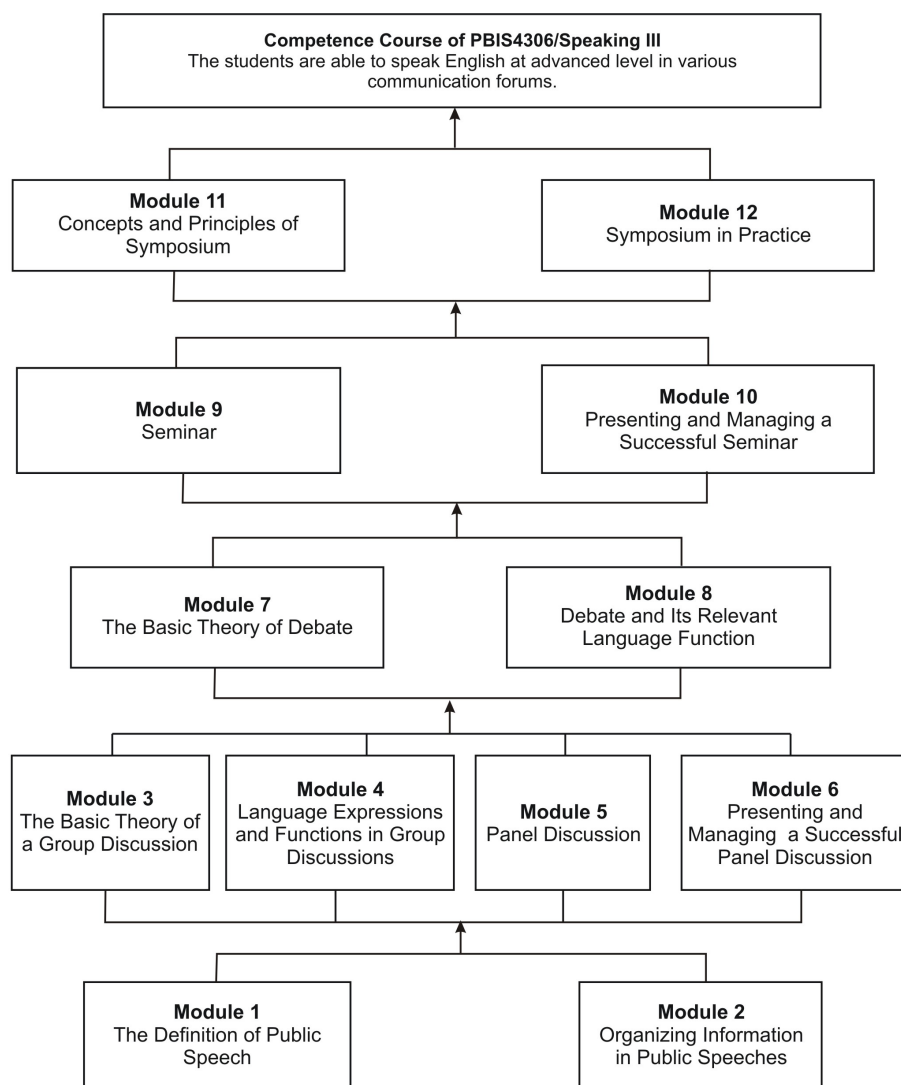 Competence Course of PBIS4306/Speaking III
The students are able to speak English at advanced level in various
communication forums.
Module 11
Concepts and Principles of
Symposium
Module 12
Symposium in Practice
Module 9
Seminar
Module 10
Presenting and Managing a
Successful Seminar
Module 7
The Basic Theory of Debate
Module 8
Debate and Its Relevant
Language Function
Module 3
The Basic Theory of
a Group Discussion
Module 4
Language Expressions
and Functions in Group
Discussions
Module 5
Panel Discussion
Module 6
Presenting and
Managing a Successful
Panel Discussion
Module 1
The Definition of Public
Speech
Module 2
Organizing Information
in Public Speeches